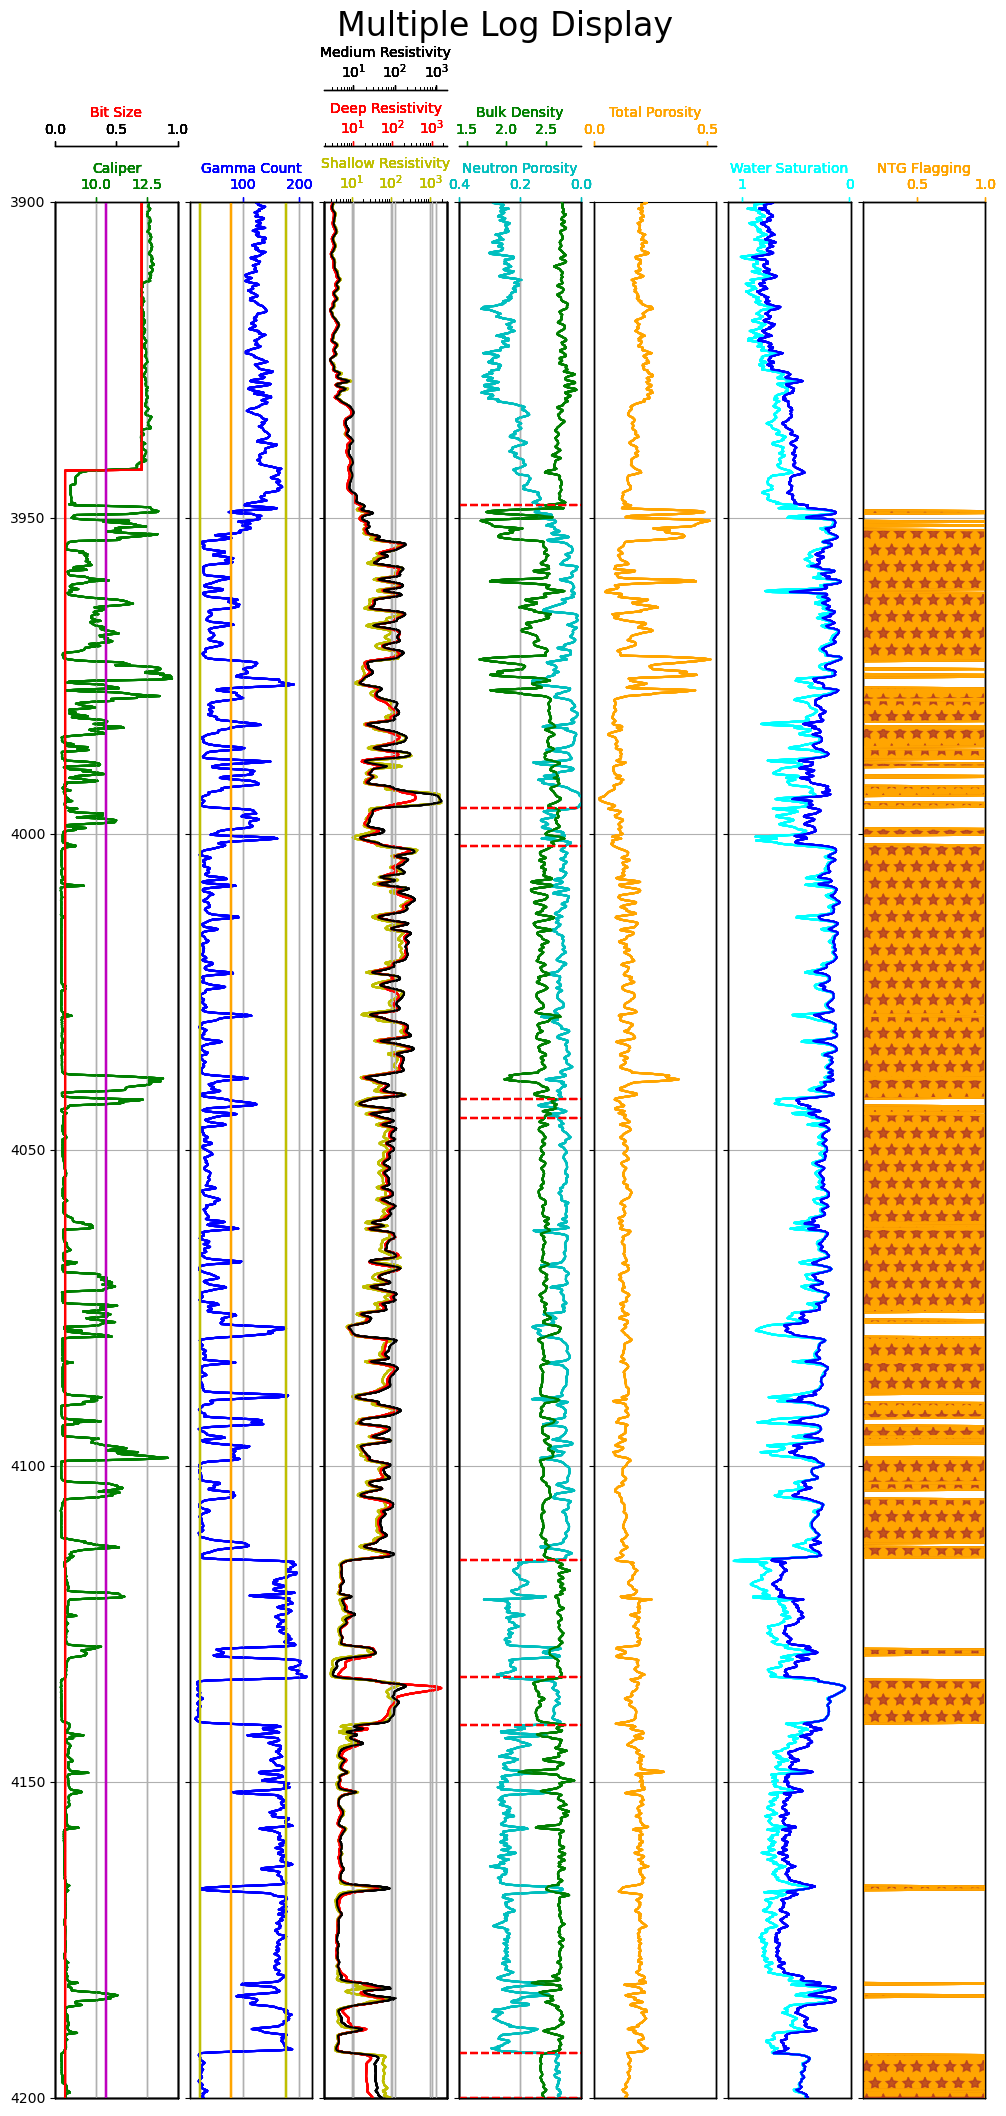 Multiple Log Display
Medium Resistivity
10¹ 10² 10³
Bit Size Deep Resistivity Bulk Density Total Porosity
0.0 0.5 1.0 10¹ 10² 10³ 1.5 2.0 2.5 0.0 0.5
Caliper Gamma Count Shallow Resistivity Neutron Porosity Water Saturation NTG Flagging
10.0 12.5 100 200 10¹ 10² 10³ 0.4 0.2 0.0 1 0 0.5 1.0
3900
3950
4000
4050
4100
4150
4200